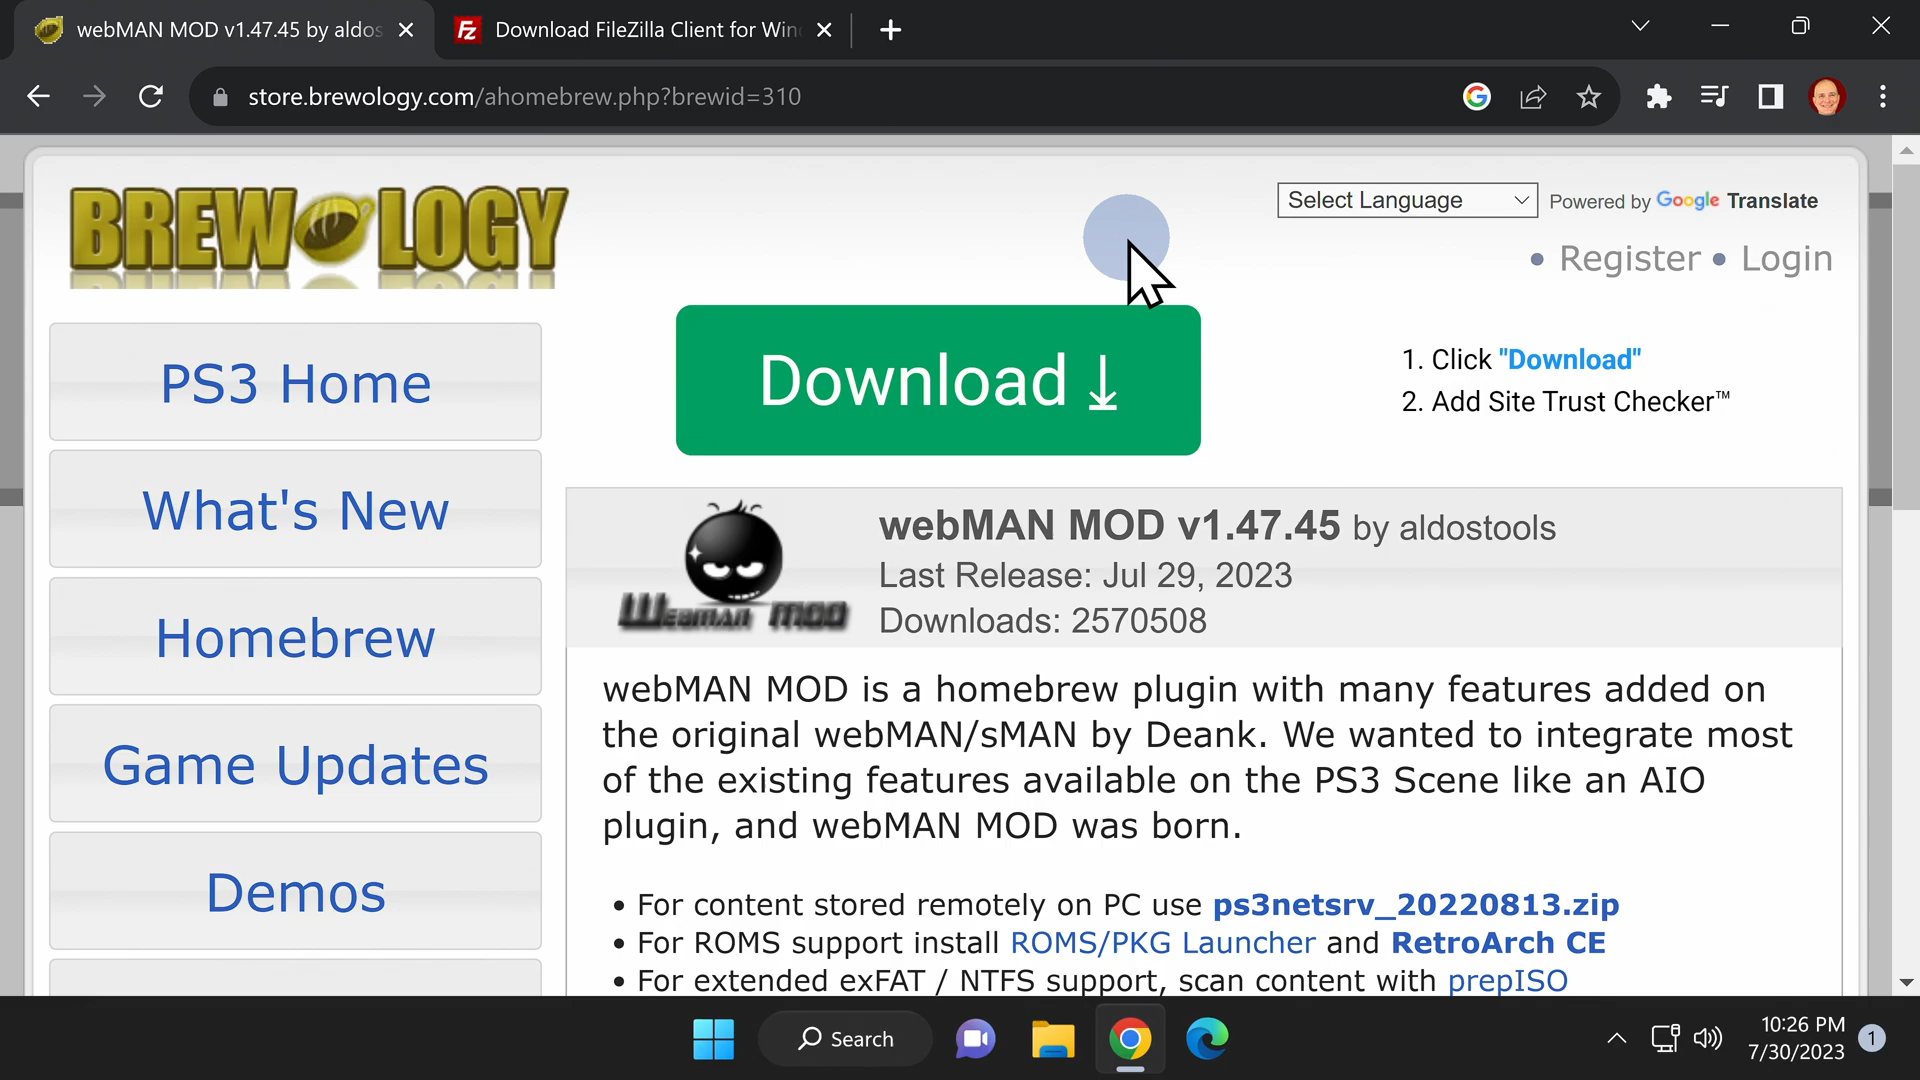 webMAN MOD v1.47.45 by aldos
Download FileZilla Client for Win
store.brewology.com/ahomebrew.php?brewid=310
BREWOLOGY
Select Language
Powered by Google Translate
• Register • Login
Download ↓
1. Click "Download"
2. Add Site Trust Checker™
PS3 Home
What's New
Homebrew
Game Updates
Demos
WEBMAN MOD
webMAN MOD v1.47.45 by aldostools
Last Release: Jul 29, 2023
Downloads: 2570508
webMAN MOD is a homebrew plugin with many features added on
the original webMAN/sMAN by Deank. We wanted to integrate most
of the existing features available on the PS3 Scene like an AIO
plugin, and webMAN MOD was born.
• For content stored remotely on PC use ps3netsrv_20220813.zip
• For ROMS support install ROMS/PKG Launcher and RetroArch CE
• For extended exFAT / NTFS support, scan content with prepISO
Search
10:26 PM
7/30/2023
1